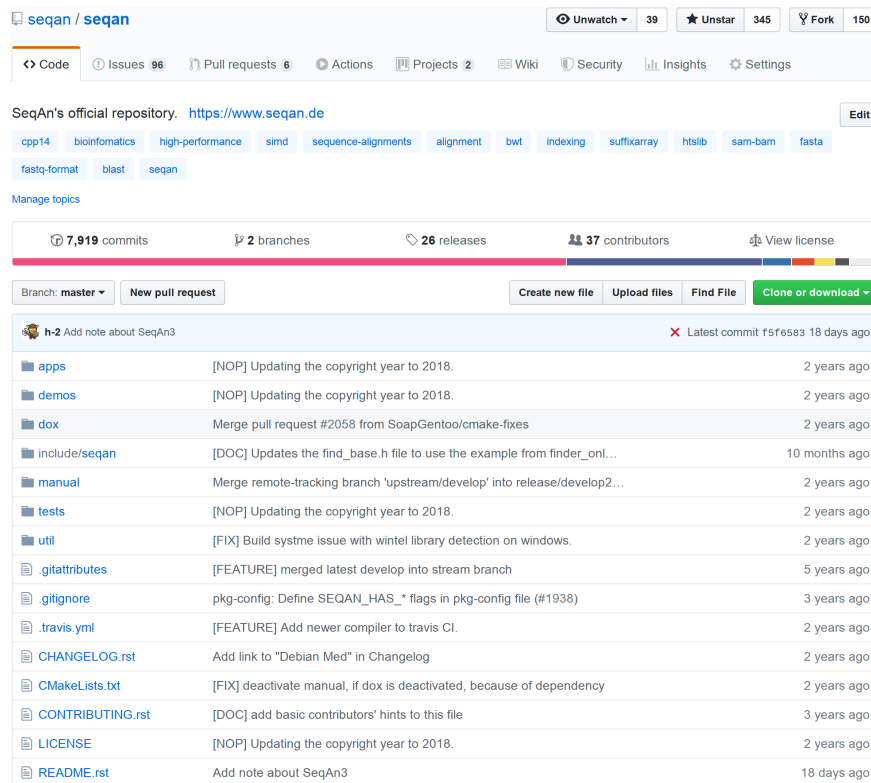 seqan / seqan Unwatch 39 Unstar 345 Fork 150
Code Issues 96 Pull requests 6 Actions Projects 2 Wiki Security Insights Settings
SeqAn's official repository. https://www.seqan.de Edit
cpp14 bioinfomatics high-performance simd sequence-alignments alignment bwt indexing suffixarray htslib sam-bam fasta
fastq-format blast seqan
Manage topics
7,919 commits 2 branches 26 releases 37 contributors View license
Branch: master New pull request Create new file Upload files Find File Clone or download
h-2 Add note about SeqAn3 Latest commit f5f6583 18 days ago
apps [NOP] Updating the copyright year to 2018. 2 years ago
demos [NOP] Updating the copyright year to 2018. 2 years ago
dox Merge pull request #2058 from SoapGentoo/cmake-fixes 2 years ago
include/seqan [DOC] Updates the find_base.h file to use the example from finder_onl… 10 months ago
manual Merge remote-tracking branch 'upstream/develop' into release/develop2… 2 years ago
tests [NOP] Updating the copyright year to 2018. 2 years ago
util [FIX] Build systme issue with wintel library detection on windows. 2 years ago
.gitattributes [FEATURE] merged latest develop into stream branch 5 years ago
.gitignore pkg-config: Define SEQAN_HAS_* flags in pkg-config file (#1938) 3 years ago
.travis.yml [FEATURE] Add newer compiler to travis CI. 2 years ago
CHANGELOG.rst Add link to "Debian Med" in Changelog 2 years ago
CMakeLists.txt [FIX] deactivate manual, if dox is deactivated, because of dependency 2 years ago
CONTRIBUTING.rst [DOC] add basic contributors' hints to this file 3 years ago
LICENSE [NOP] Updating the copyright year to 2018. 2 years ago
README.rst Add note about SeqAn3 18 days ago